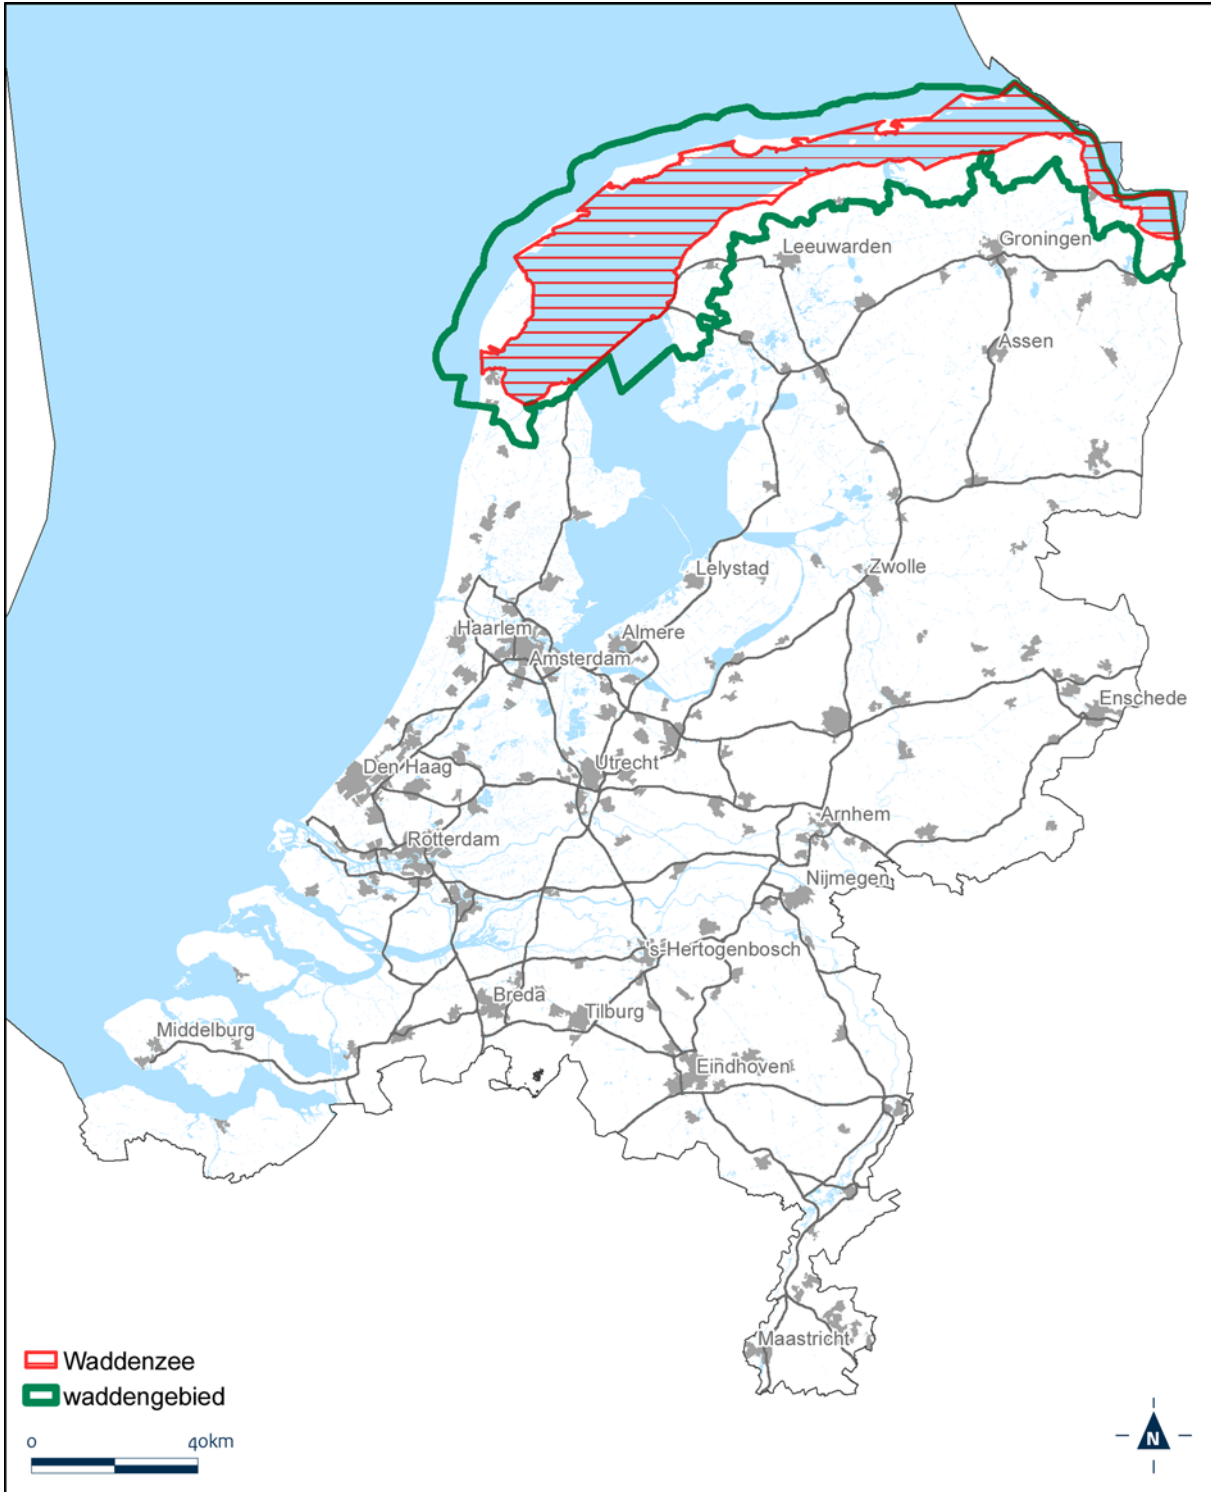 Leeuwarden
Groningen
Assen
Lelystad
Zwolle
Haarlem
Almere
Amsterdam
Enschede
Den Haag
Utrecht
Arnhem
Rotterdam
Nijmegen
's-Hertogenbosch
Breda
Tilburg
Middelburg
Eindhoven
Maastricht
Waddenzee
waddengebied
0 40km
N